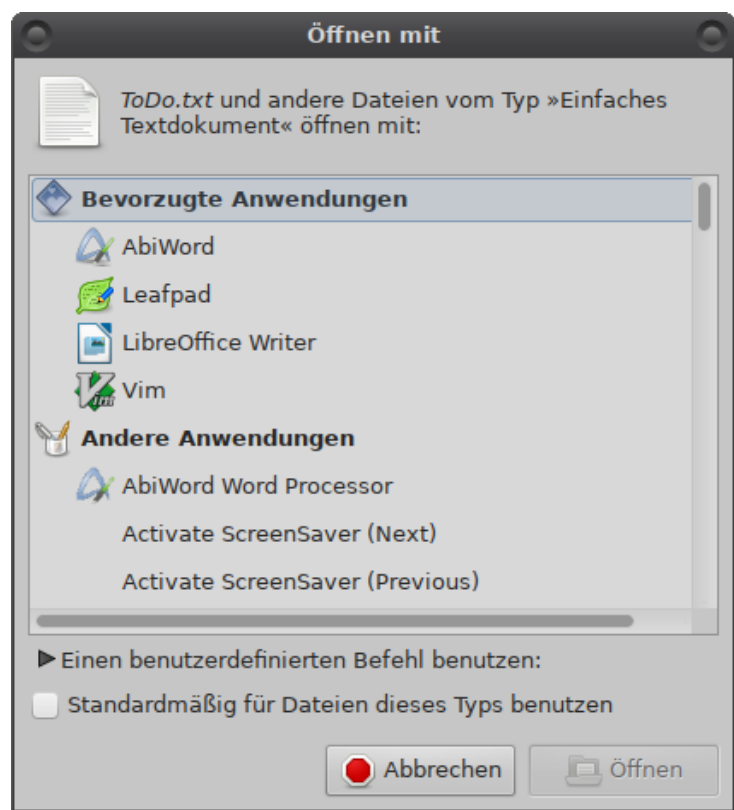 Öffnen mit
ToDo.txt und andere Dateien vom Typ »Einfaches
Textdokument« öffnen mit:
Bevorzugte Anwendungen
AbiWord
Leafpad
LibreOffice Writer
Vim
Andere Anwendungen
AbiWord Word Processor
Activate ScreenSaver (Next)
Activate ScreenSaver (Previous)
Einen benutzerdefinierten Befehl benutzen:
Standardmäßig für Dateien dieses Typs benutzen
Abbrechen
Öffnen